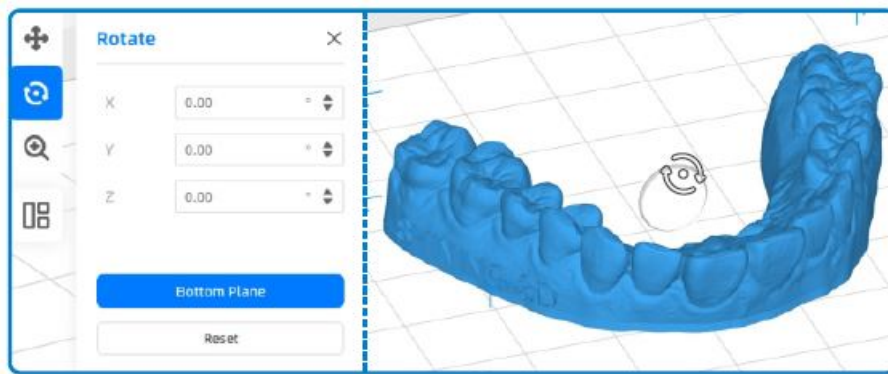 Rotate
X 0.00 °
Y 0.00 °
Z 0.00 °
Bottom Plane
Reset